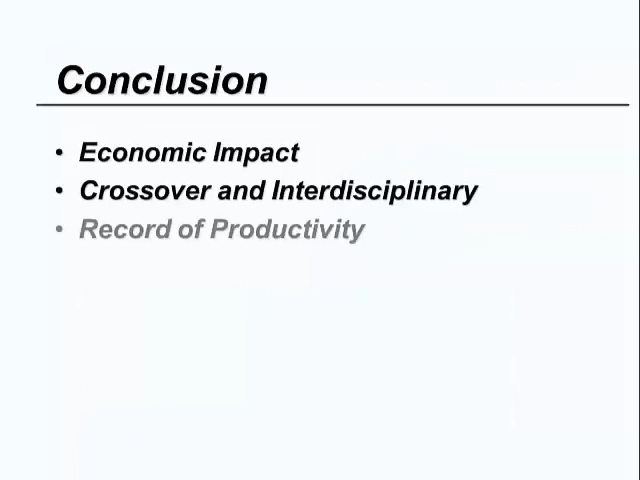 Conclusion
• Economic Impact
• Crossover and Interdisciplinary
• Record of Productivity